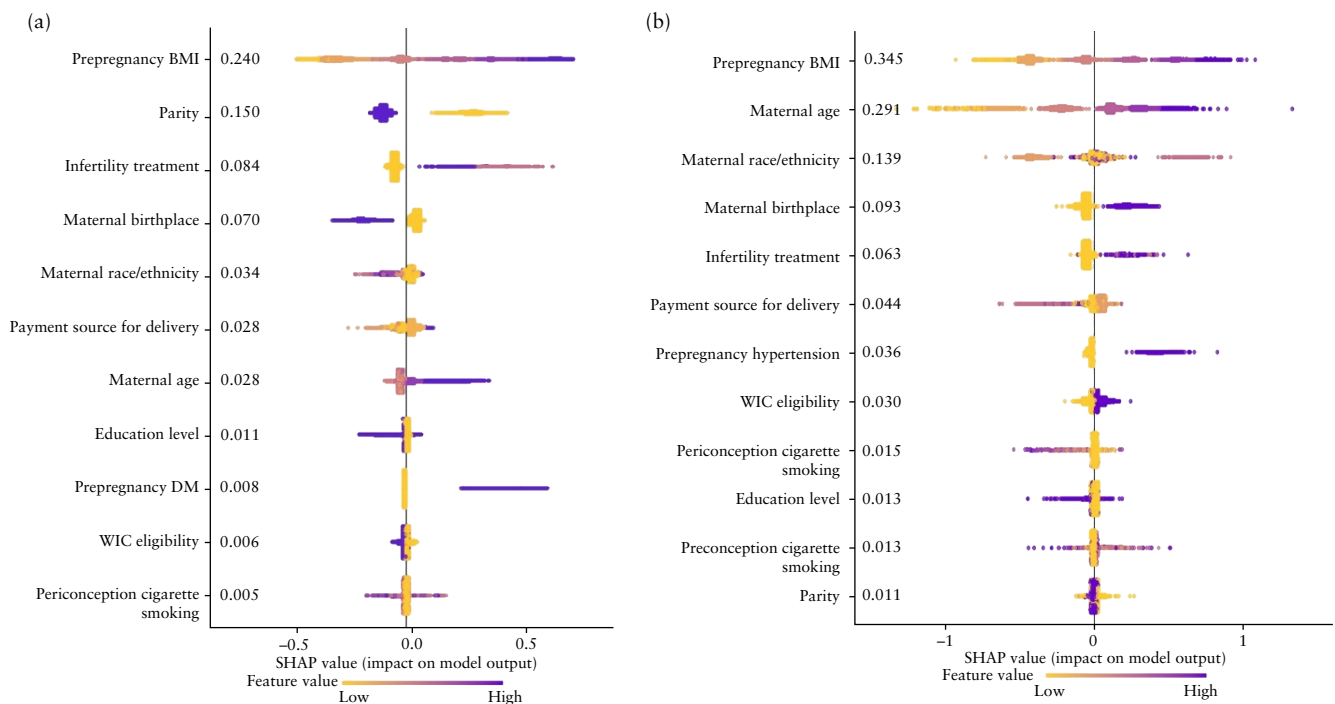 (a)
Prepregnancy BMI 0.240
Parity 0.150
Infertility treatment 0.084
Maternal birthplace 0.070
Maternal race/ethnicity 0.034
Payment source for delivery 0.028
Maternal age 0.028
Education level 0.011
Prepregnancy DM 0.008
WIC eligibility 0.006
Periconception cigarette 0.005
smoking
−0.5 0.0 0.5
SHAP value (impact on model output)
Feature value
Low High
(b)
Prepregnancy BMI 0.345
Maternal age 0.291
Maternal race/ethnicity 0.139
Maternal birthplace 0.093
Infertility treatment 0.063
Payment source for delivery 0.044
Prepregnancy hypertension 0.036
WIC eligibility 0.030
Periconception cigarette 0.015
smoking
Education level 0.013
Preconception cigarette 0.013
smoking
Parity 0.011
−1 0 1
SHAP value (impact on model output)
Feature value
Low High